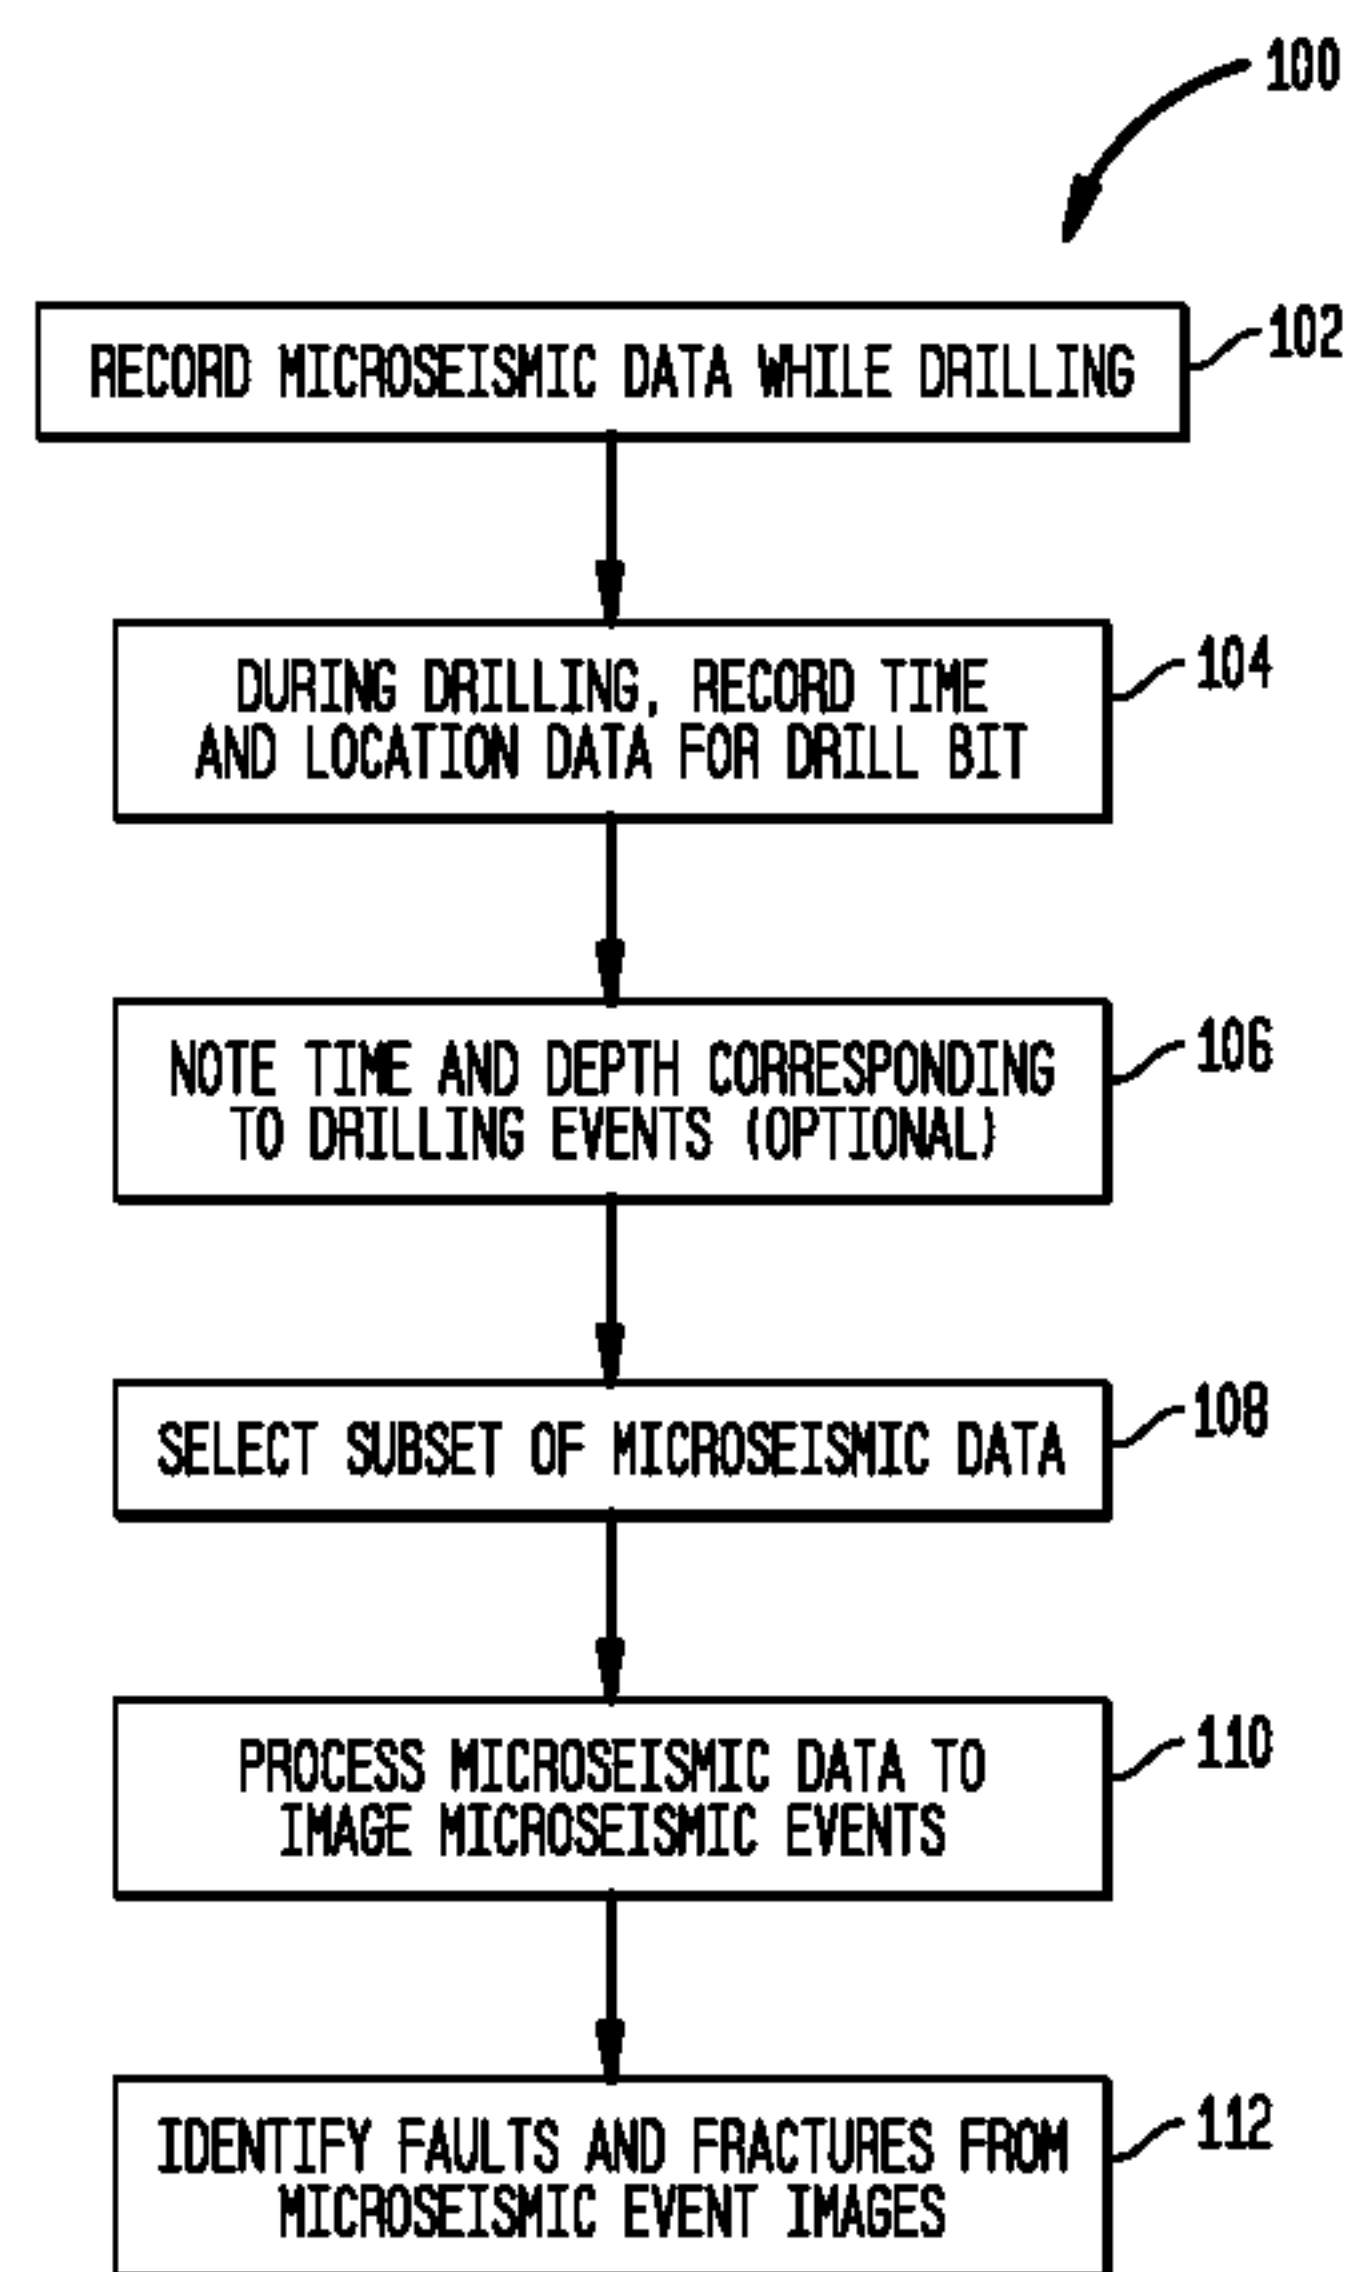 100
RECORD MICROSEISMIC DATA WHILE DRILLING
102
DURING DRILLING, RECORD TIME
AND LOCATION DATA FOR DRILL BIT
104
NOTE TIME AND DEPTH CORRESPONDING
TO DRILLING EVENTS (OPTIONAL)
106
SELECT SUBSET OF MICROSEISMIC DATA
108
PROCESS MICROSEISMIC DATA TO
IMAGE MICROSEISMIC EVENTS
110
IDENTIFY FAULTS AND FRACTURES FROM
MICROSEISMIC EVENT IMAGES
112